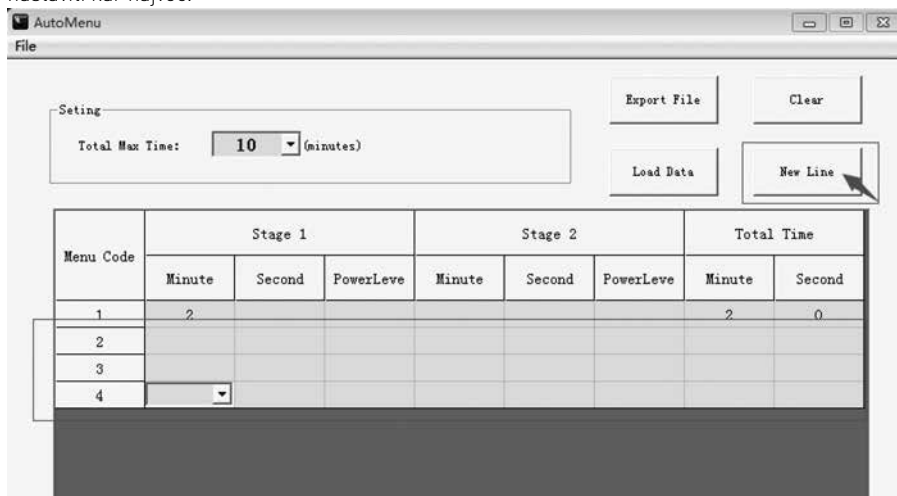 AutoMenu
File
Seting
Total Max Time: 10 (minutes)
Export File
Clear
Load Data
New Line
Menu Code
Stage 1
Stage 2
Total Time
Minute Second PowerLeve Minute Second PowerLeve Minute Second
1 2 2 0
2
3
4